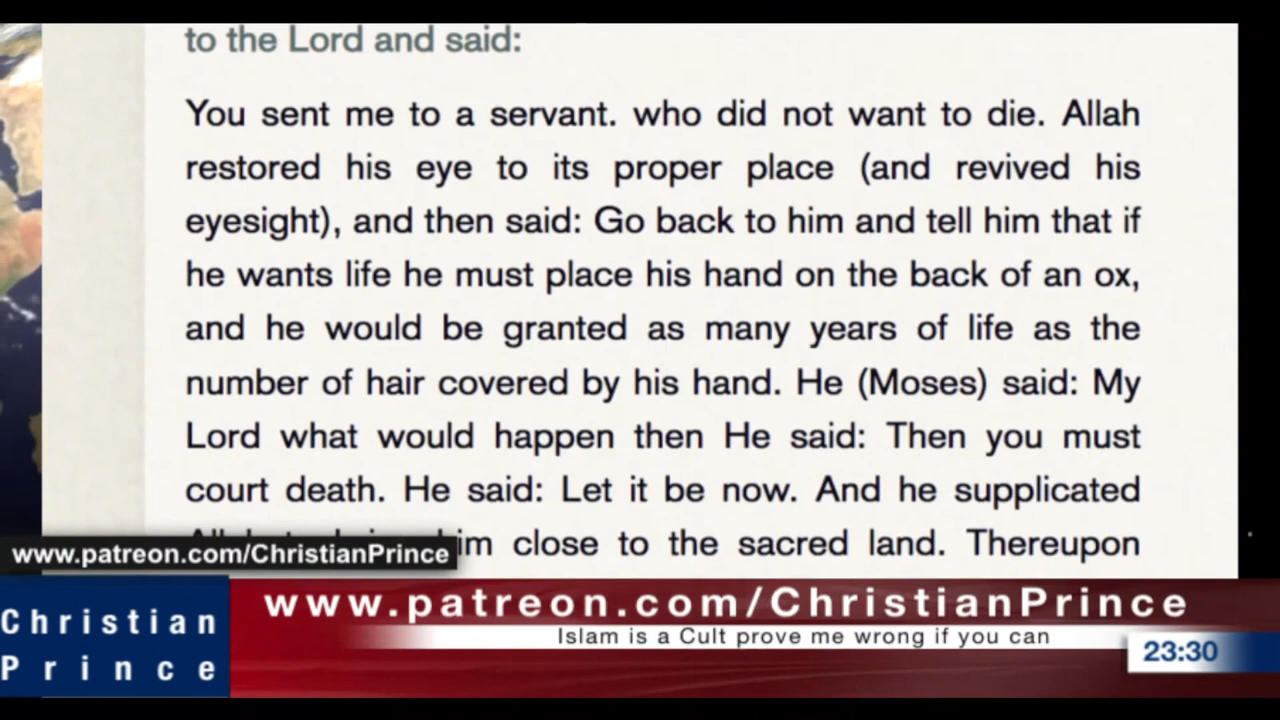 to the Lord and said:
You sent me to a servant. who did not want to die. Allah
restored his eye to its proper place (and revived his
eyesight), and then said: Go back to him and tell him that if
he wants life he must place his hand on the back of an ox,
and he would be granted as many years of life as the
number of hair covered by his hand. He (Moses) said: My
Lord what would happen then He said: Then you must
court death. He said: Let it be now. And he supplicated
close to the sacred land. Thereupon
www.patreon.com/ChristianPrince
www.patreon.com/ChristianPrince
Islam is a Cult prove me wrong if you can
Christian
Prince
23:30